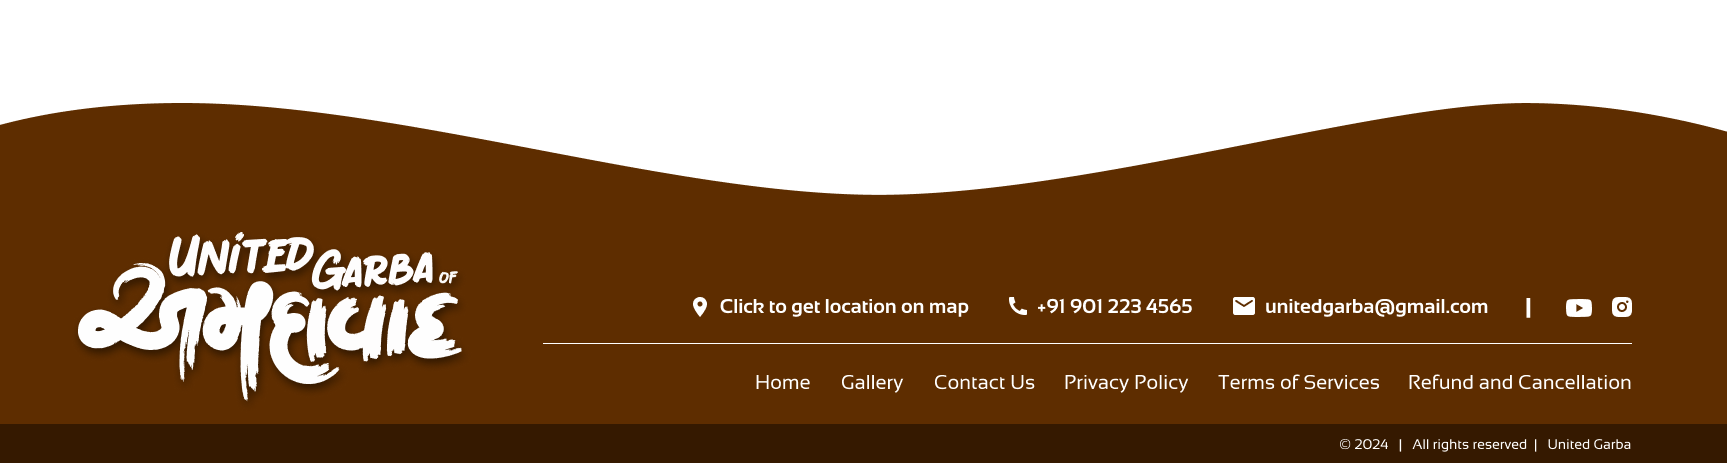 UNITED GARBA OF
અમદાવાદ
Click to get location on map +91 901 223 4565 unitedgarba@gmail.com |
Home Gallery Contact Us Privacy Policy Terms of Services Refund and Cancellation
© 2024 | All rights reserved | United Garba